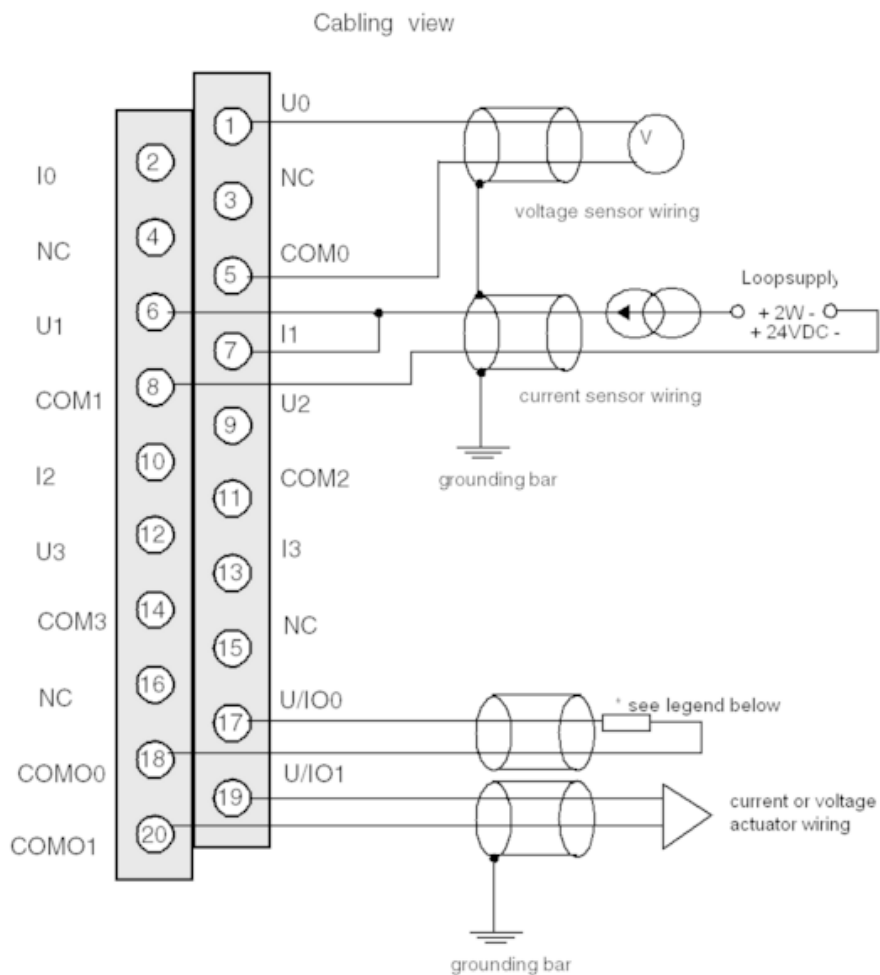 Cabling view
U0
1
I0
2
V
NC
3
voltage sensor wiring
NC
4
COM0
5
Loopsupply
U1
6
+ 2W -
+ 24VDC -
I1
7
COM1
8
current sensor wiring
U2
9
I2
10
grounding bar
COM2
11
U3
12
I3
13
COM3
14
NC
15
NC
16
U/IO0
17
* see legend below
COMO0
18
U/IO1
19
current or voltage
actuator wiring
COMO1
20
grounding bar